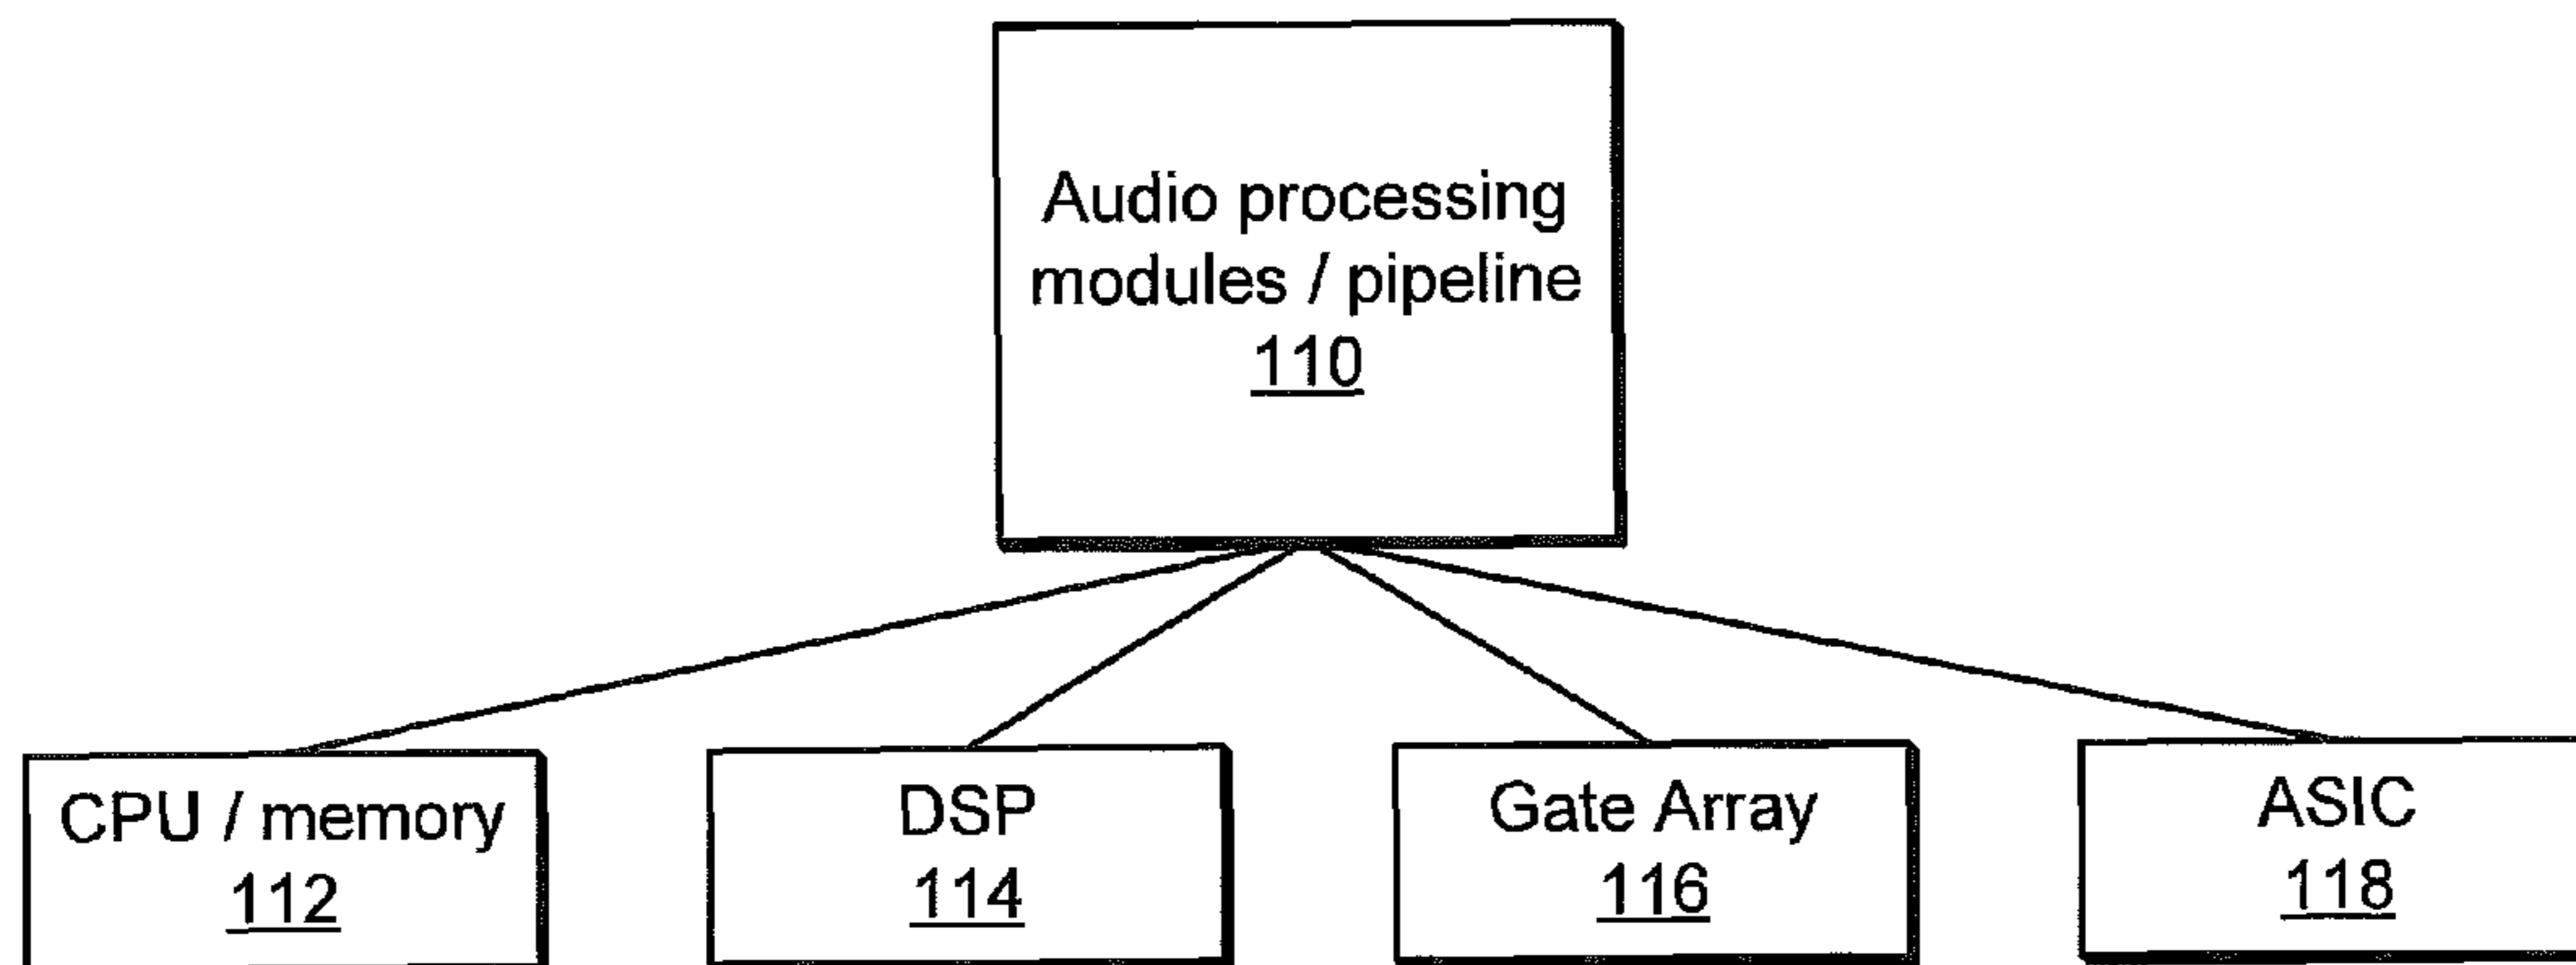 Audio processing
modules / pipeline
110
CPU / memory
112
DSP
114
Gate Array
116
ASIC
118